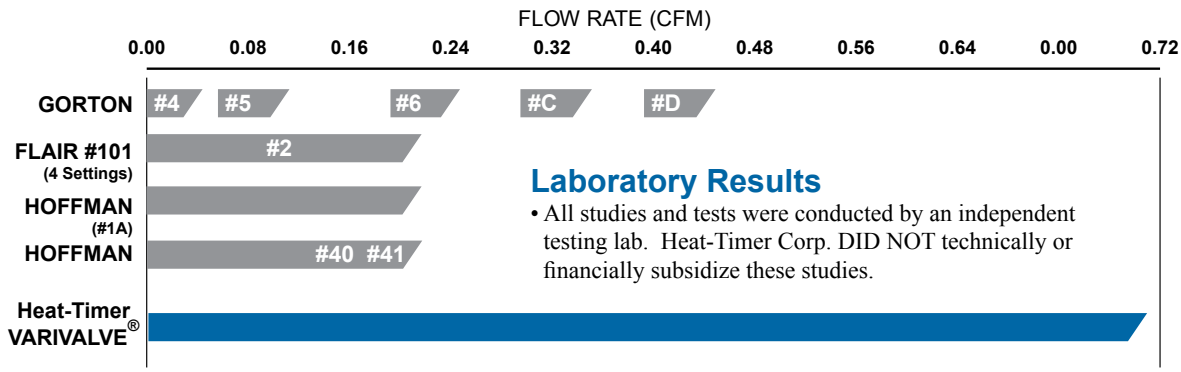 FLOW RATE (CFM)
0.00 0.08 0.16 0.24 0.32 0.40 0.48 0.56 0.64 0.00 0.72
GORTON #4 #5 #6 #C #D
FLAIR #101 #2
(4 Settings)
HOFFMAN
(#1A)
HOFFMAN #40 #41
Laboratory Results
• All studies and tests were conducted by an independent
testing lab. Heat-Timer Corp. DID NOT technically or
financially subsidize these studies.
Heat-Timer
VARIVALVE®